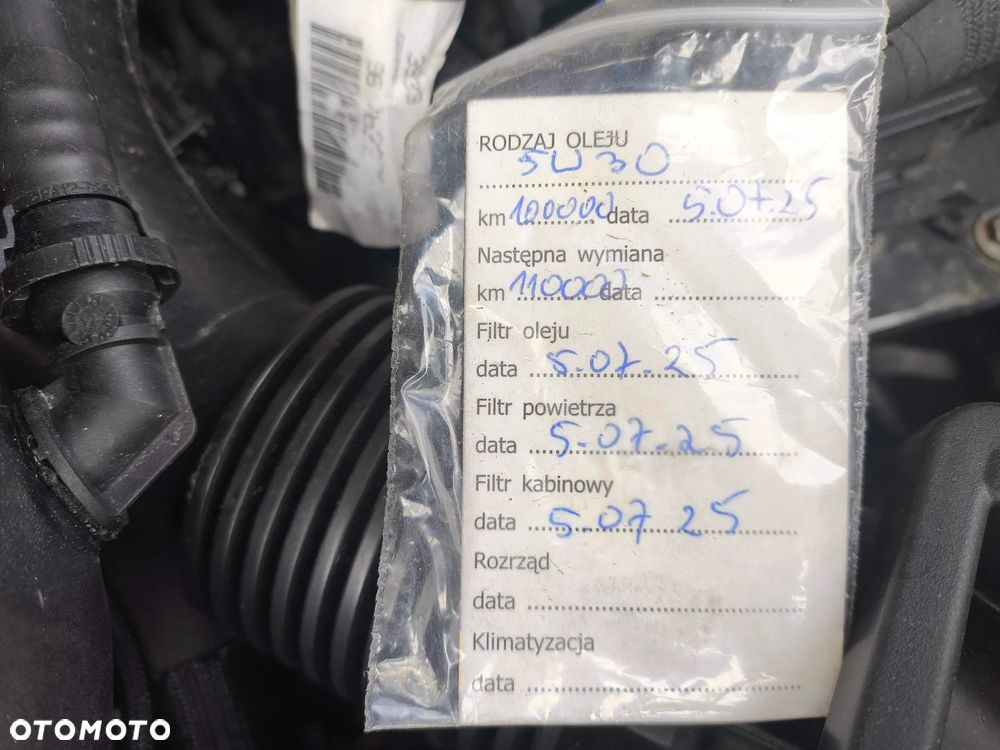 RODZAJ OLEJU
5W30
km 100000 data 5.07.25
Następna wymiana
km 110000 data
Filtr oleju
data 5.07.25
Filtr powietrza
data 5.07.25
Filtr kabinowy
data 5.07 25
Rozrząd
data
Klimatyzacja
data
OTOMOTO